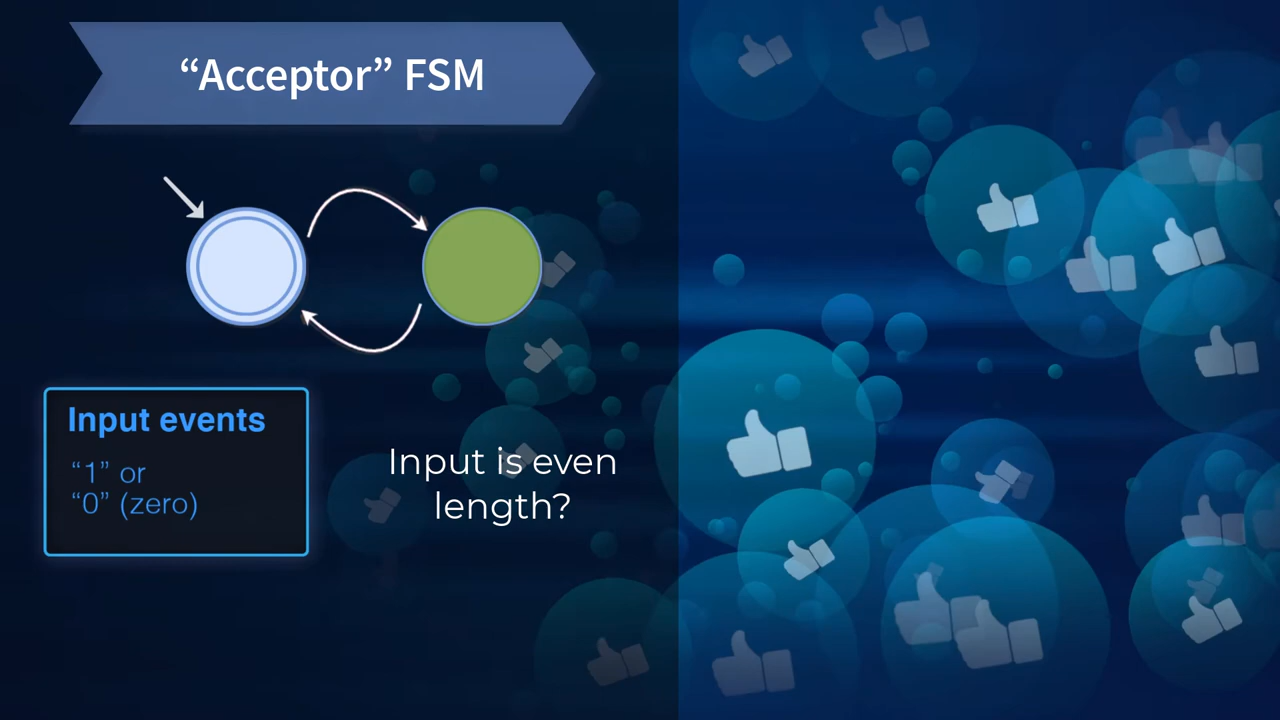 “Acceptor” FSM
Input events
“1” or
“0” (zero)
Input is even
length?